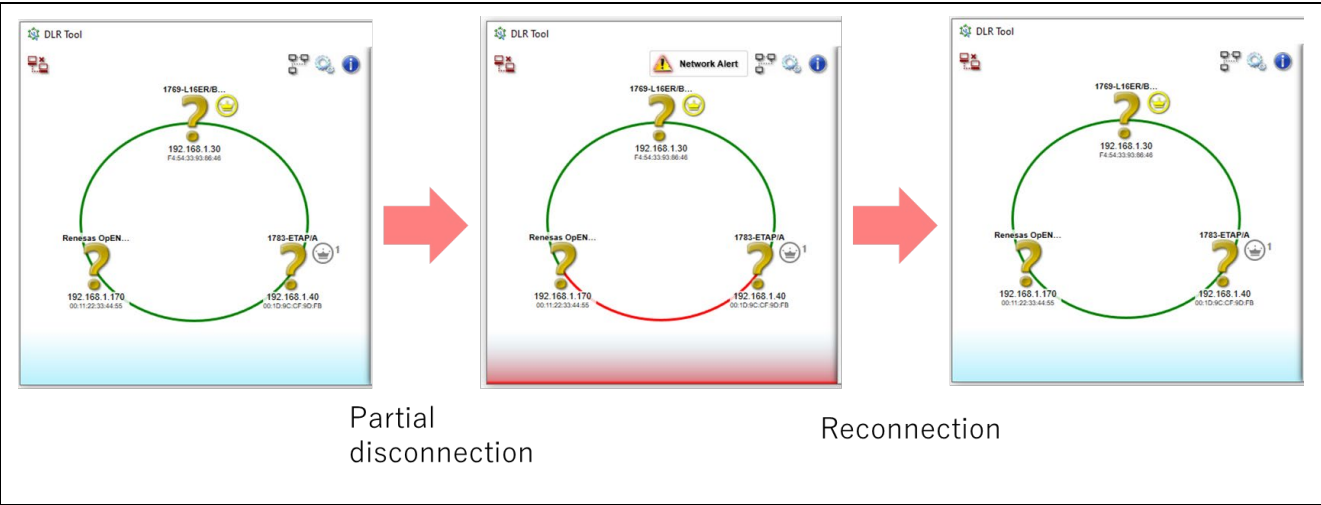 DLR Tool
1769-L16ER/B...
192.168.1.30
F4:54:33:93:86:46
Renesas OpEN...
1783-ETAP/A
1
192.168.1.170
192.168.1.40
00:11:22:33:44:55
00:1D:9C:CF:9D:FB
DLR Tool
Network Alert
1769-L16ER/B...
192.168.1.30
F4:54:33:93:86:46
Renesas OpEN...
1783-ETAP/A
1
192.168.1.170
192.168.1.40
00:11:22:33:44:55
00:1D:9C:CF:9D:FB
DLR Tool
1769-L16ER/B...
192.168.1.30
F4:54:33:93:86:46
Renesas OpEN...
1783-ETAP/A
1
192.168.1.170
192.168.1.40
00:11:22:33:44:55
00:1D:9C:CF:9D:FB
Partial
disconnection
Reconnection